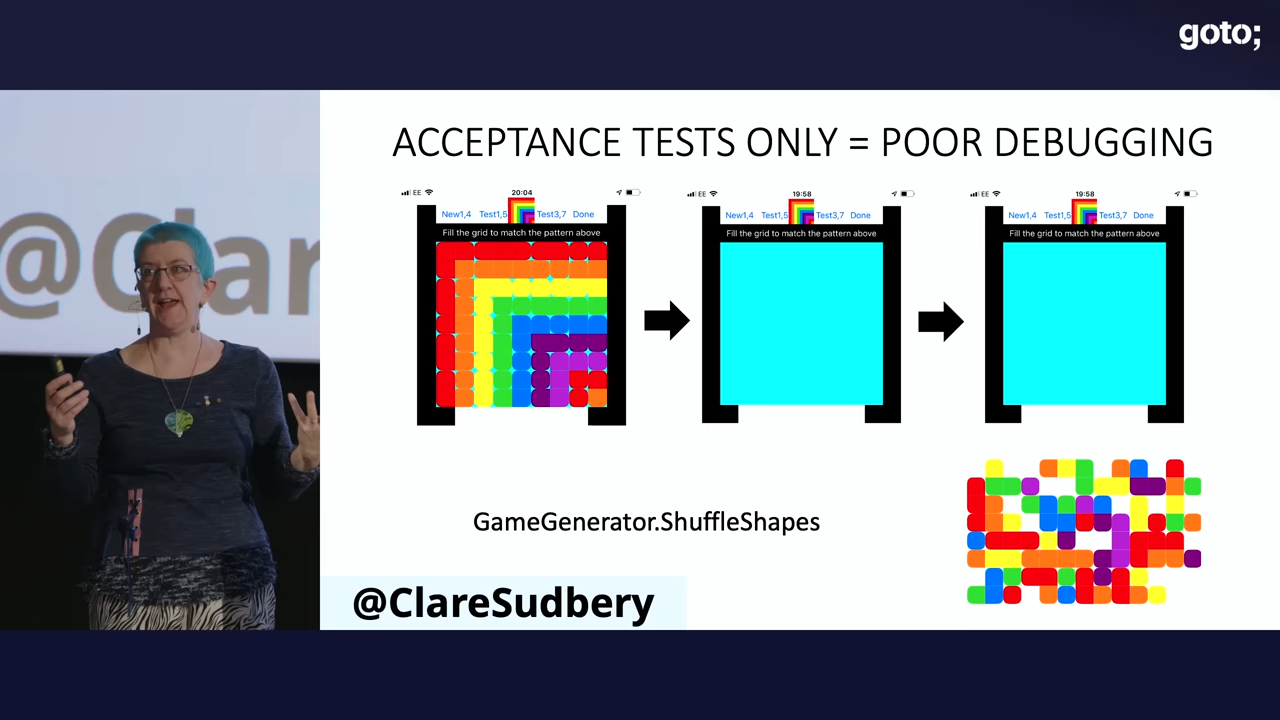 goto;
@Clar
ACCEPTANCE TESTS ONLY = POOR DEBUGGING
EE 20:04
New1,4 Test1,5 Test3,7 Done
Fill the grid to match the pattern above
EE 19:58
New1,4 Test1,5 Test3,7 Done
Fill the grid to match the pattern above
EE 19:58
New1,4 Test1,5 Test3,7 Done
Fill the grid to match the pattern above
GameGenerator.ShuffleShapes
@ClareSudbery